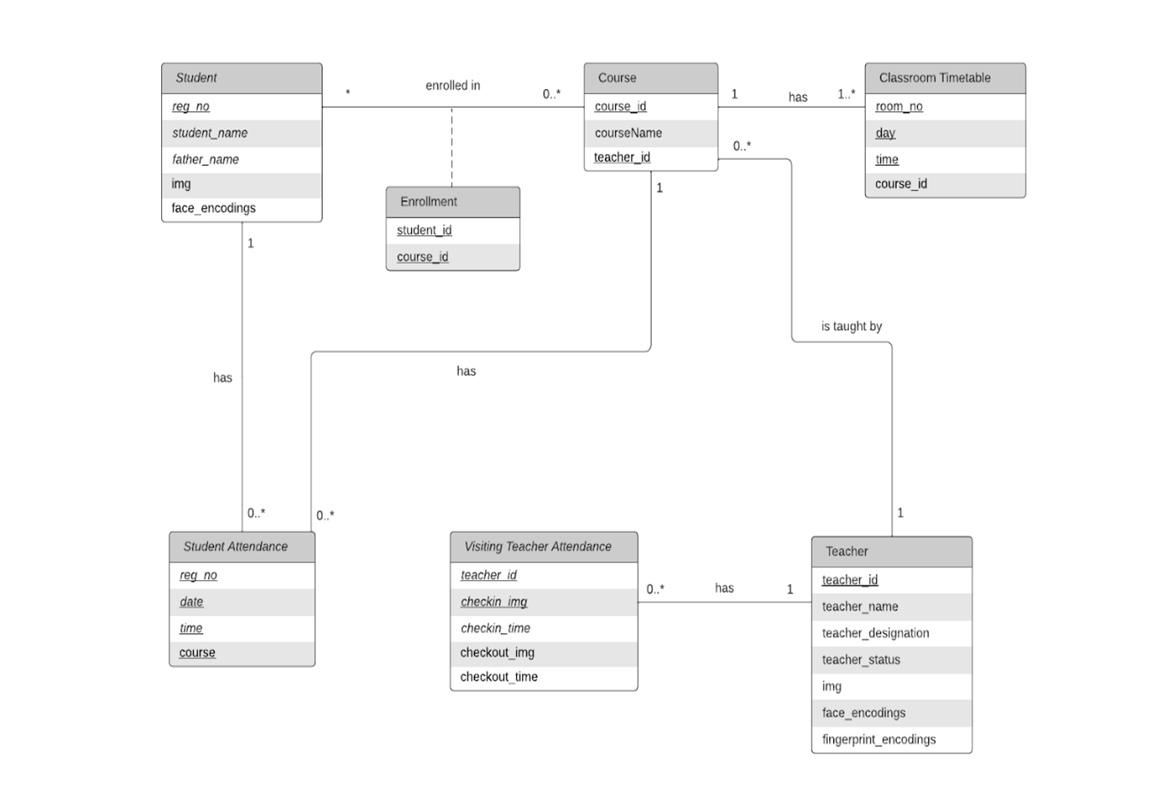 Student
reg_no
student_name
father_name
img
face_encodings
*
enrolled in
0..*
Course
course_id
courseName
teacher_id
1
has
1..*
Classroom Timetable
room_no
day
time
course_id
0..*
1
Enrollment
student_id
course_id
1
is taught by
has
has
0..*
0..*
1
Student Attendance
reg_no
date
time
course
Visiting Teacher Attendance
teacher_id
checkin_img
checkin_time
checkout_img
checkout_time
0..*
has
1
Teacher
teacher_id
teacher_name
teacher_designation
teacher_status
img
face_encodings
fingerprint_encodings